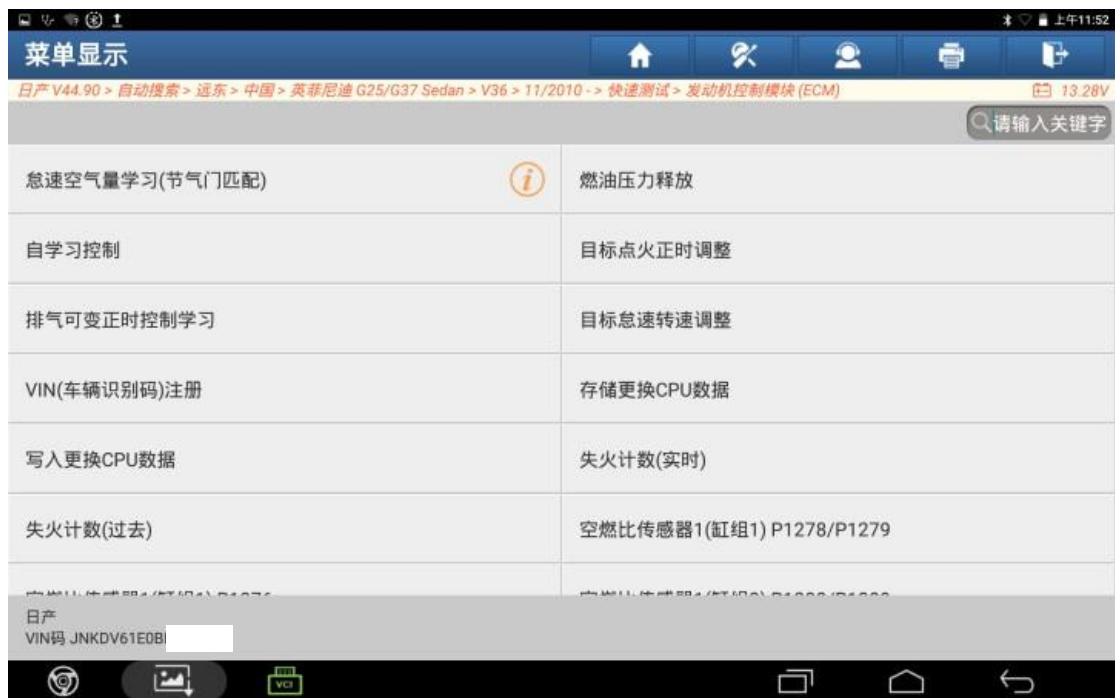 上午11:52
菜单显示
日产 V44.90 > 自动搜索 > 远东 > 中国 > 英菲尼迪 G25/G37 Sedan > V36 > 11/2010 - > 快速测试 > 发动机控制模块 (ECM)
13.28V
请输入关键字
怠速空气量学习(节气门匹配)
i
燃油压力释放
自学习控制
目标点火正时调整
排气可变正时控制学习
目标怠速转速调整
VIN(车辆识别码)注册
存储更换CPU数据
写入更换CPU数据
失火计数(实时)
失火计数(过去)
空燃比传感器1(缸组1) P1278/P1279
日产
VIN码 JNKDV61E0B
VCI